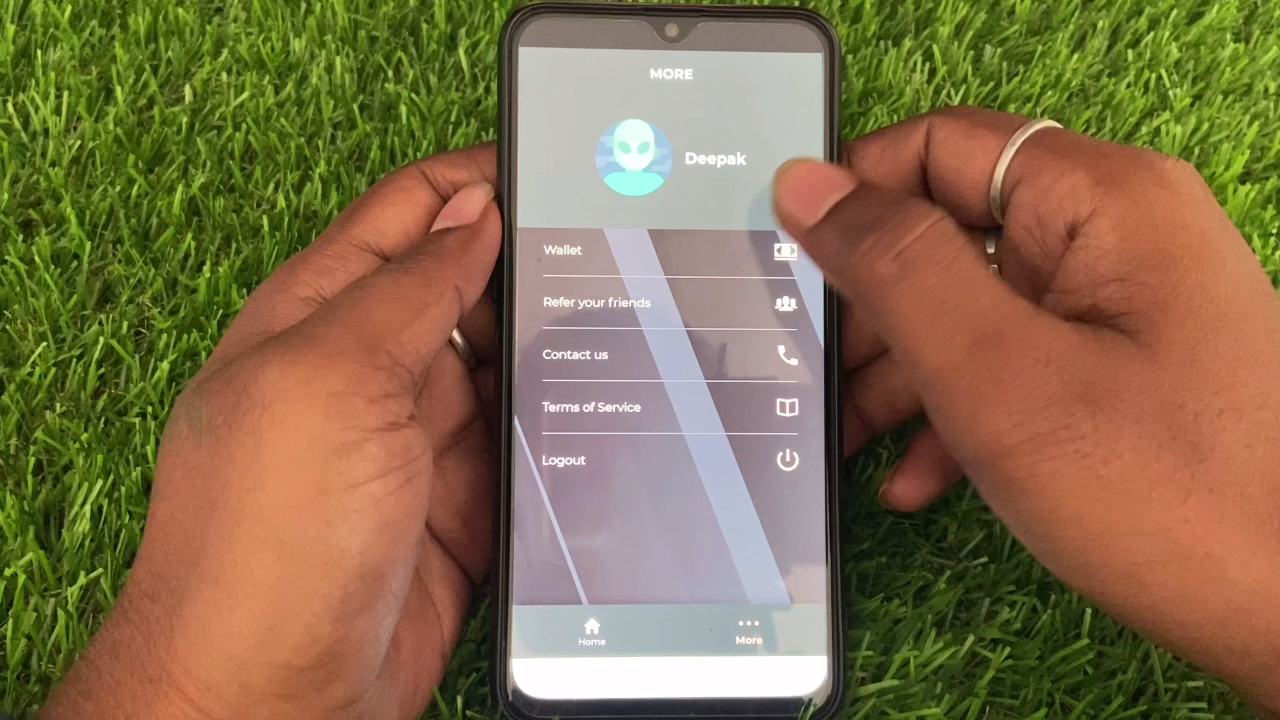 MORE
Deepak
Wallet
Refer your friends
Contact us
Terms of Service
Logout
Home
More